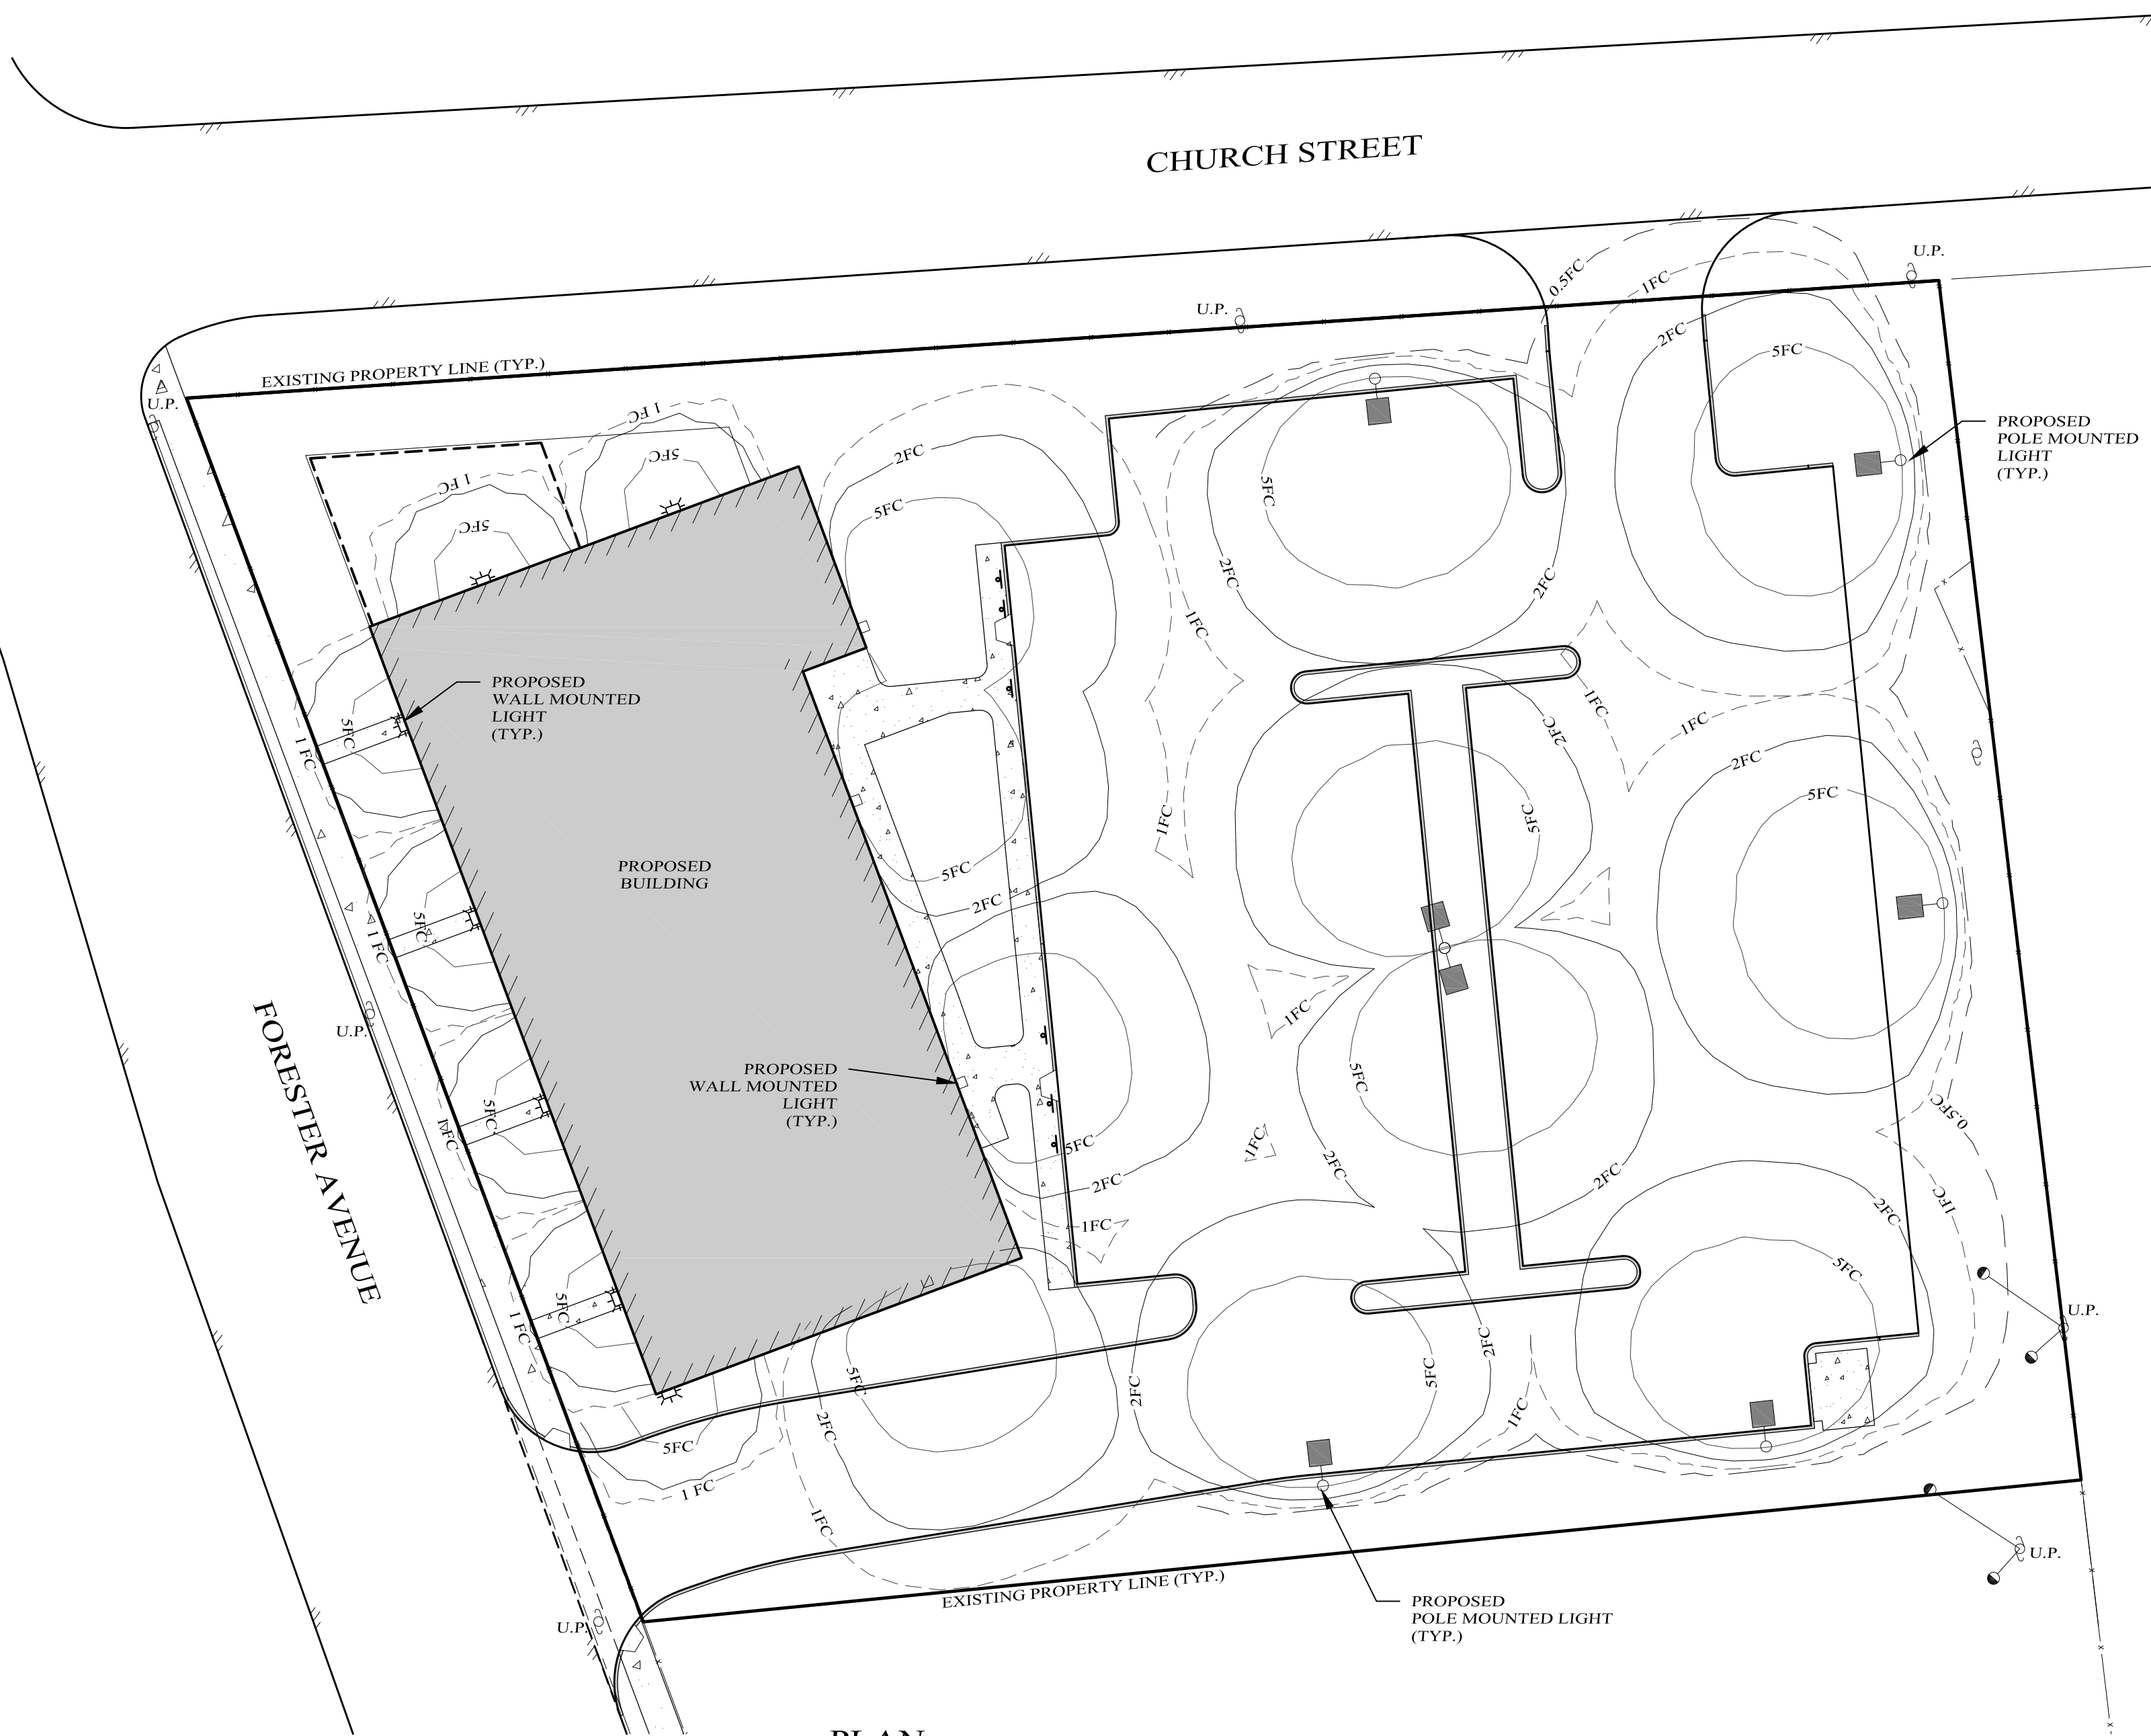 CHURCH STREET
U.P.
0.5FC
1FC
U.P.
2FC
5FC
EXISTING PROPERTY LINE (TYP.)
U.P.
1 FC
5FC
1 FC
5FC
2FC
5FC
5FC
2FC
2FC
1FC
PROPOSED
POLE MOUNTED
LIGHT
(TYP.)
PROPOSED
WALL MOUNTED
LIGHT
(TYP.)
5FC
1 FC
1FC
1FC
2FC
2FC
5FC
5FC
1FC
PROPOSED
BUILDING
5FC
2FC
5FC
1 FC
1FC
FORESTER AVENUE
U.P.
PROPOSED
WALL MOUNTED
LIGHT
(TYP.)
5FC
1FC
5FC
5FC
2FC
1FC
1FC
2FC
2FC
0.5FC
1FC
2FC
5FC
5FC
1 FC
U.P.
5FC
2FC
2FC
5FC
2FC
1FC
5FC
1 FC
1FC
U.P.
EXISTING PROPERTY LINE (TYP.)
PROPOSED
POLE MOUNTED LIGHT
(TYP.)
U.P.